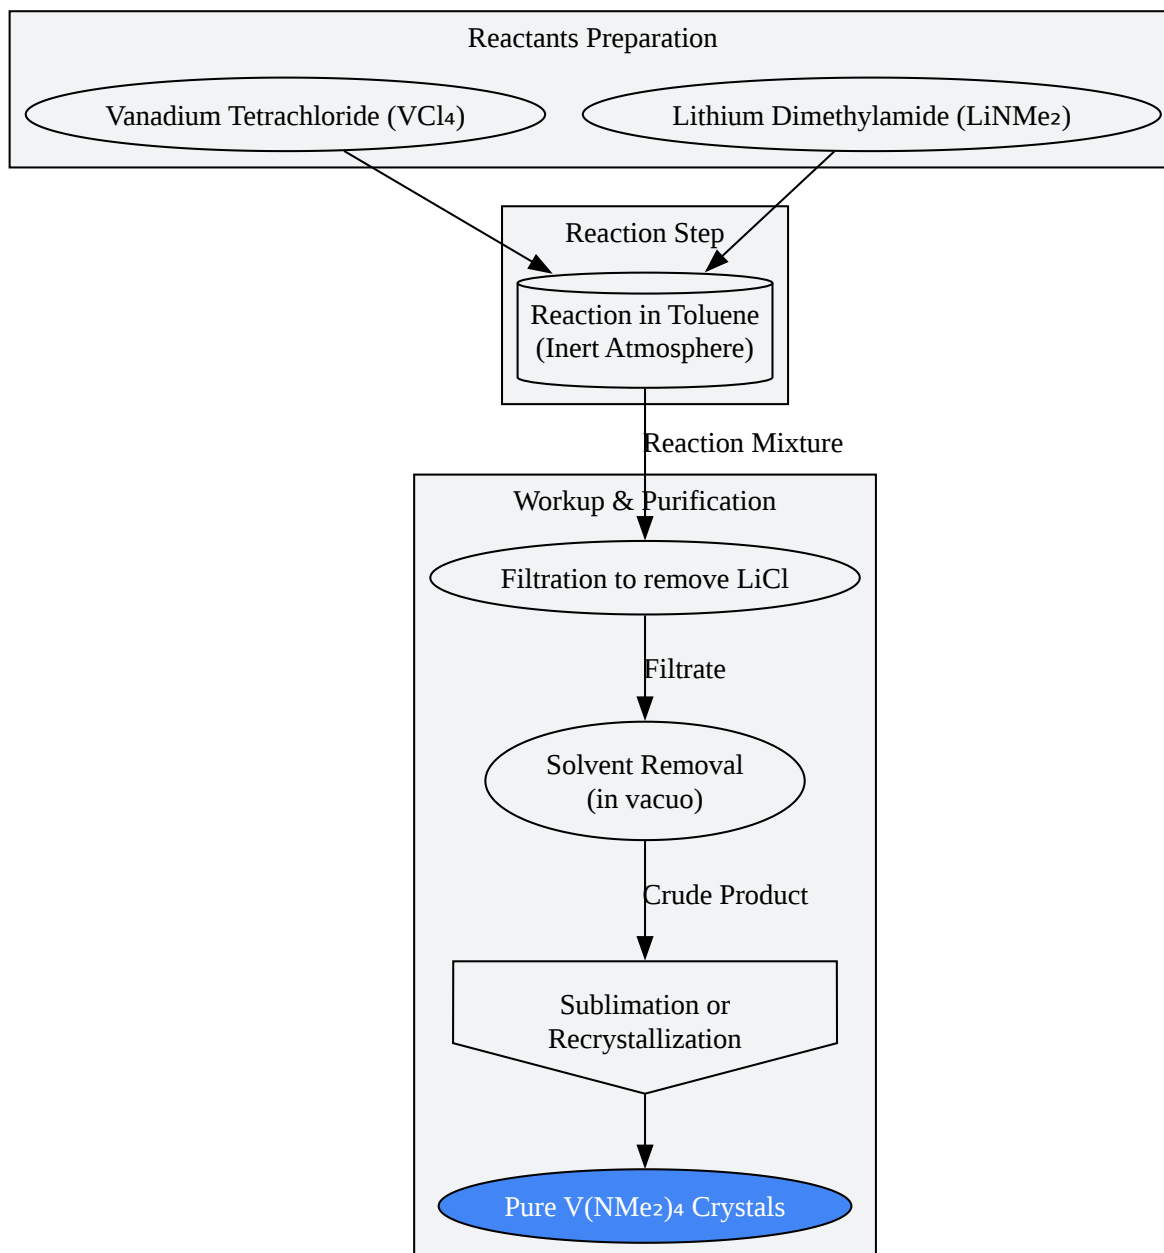 Reactants Preparation
Vanadium Tetrachloride (VCl₄)
Lithium Dimethylamide (LiNMe₂)
Reaction Step
Reaction in Toluene
(Inert Atmosphere)
Reaction Mixture
Workup & Purification
Filtration to remove LiCl
Filtrate
Solvent Removal
(in vacuo)
Crude Product
Sublimation or
Recrystallization
Pure V(NMe₂)₄ Crystals